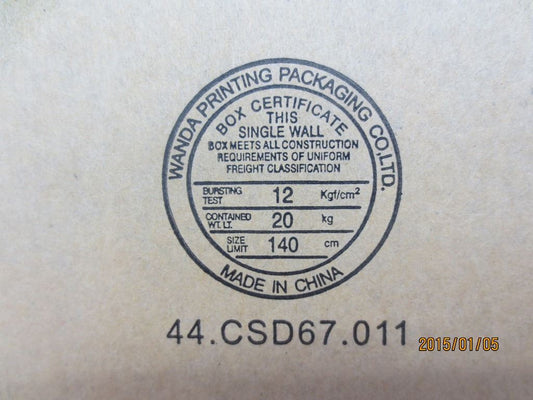 WANDA PRINTING PACKAGING CO.LTD.
BOX CERTIFICATE
THIS
SINGLE WALL
BOX MEETS ALL CONSTRUCTION
REQUIREMENTS OF UNIFORM
FREIGHT CLASSIFICATION
BURSTING TEST 12 Kgf/cm²
CONTAINED WT. LT. 20 kg
SIZE LIMIT 140 cm
MADE IN CHINA
44.CSD67.011
2015/01/05